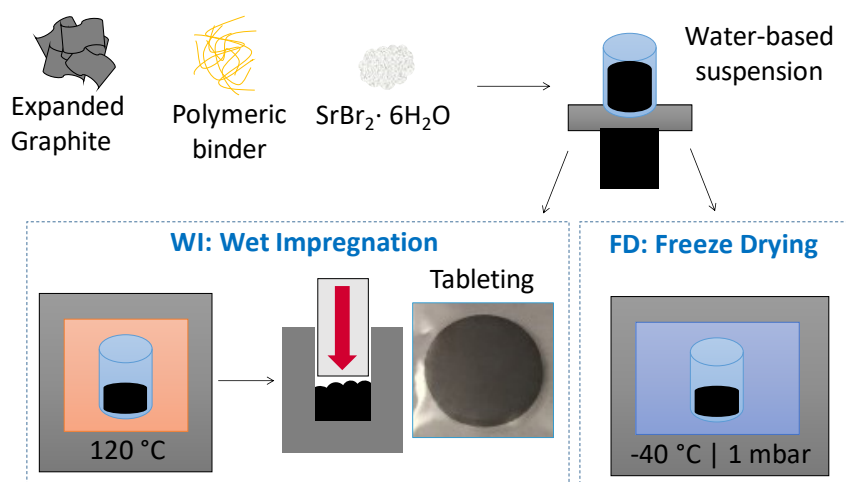 Expanded
Graphite
Polymeric
binder
SrBr₂· 6H₂O
Water-based
suspension
WI: Wet Impregnation
Tableting
120 °C
FD: Freeze Drying
-40 °C | 1 mbar